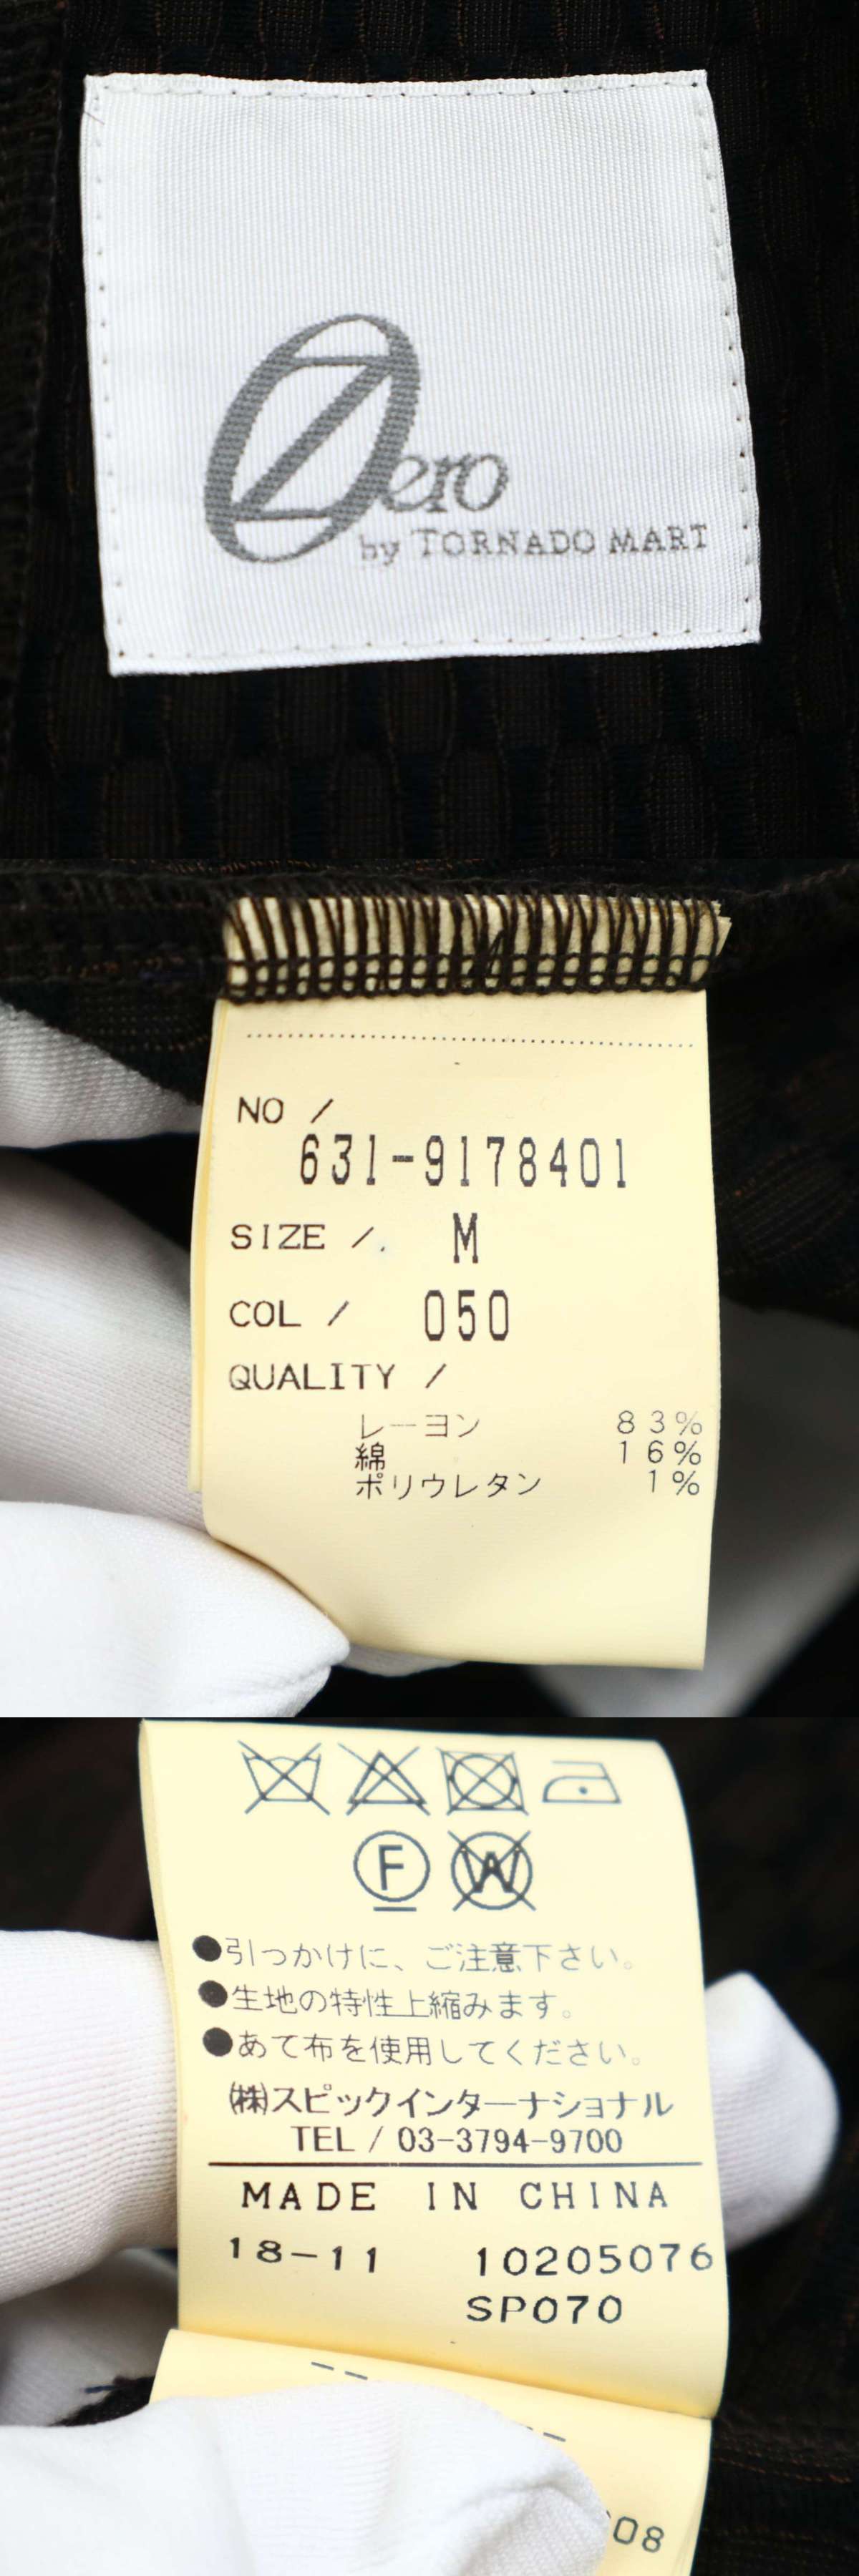 Zero
by TORNADO MART
NO /
631-9178401
SIZE / M
COL / 050
QUALITY /
レーヨン 83%
綿 16%
ポリウレタン 1%
F W
●引っかけに、ご注意下さい。
●生地の特性上縮みます。
●あて布を使用してください。
㈱スピックインターナショナル
TEL / 03-3794-9700
MADE IN CHINA
18-11 10205076
SP070
08